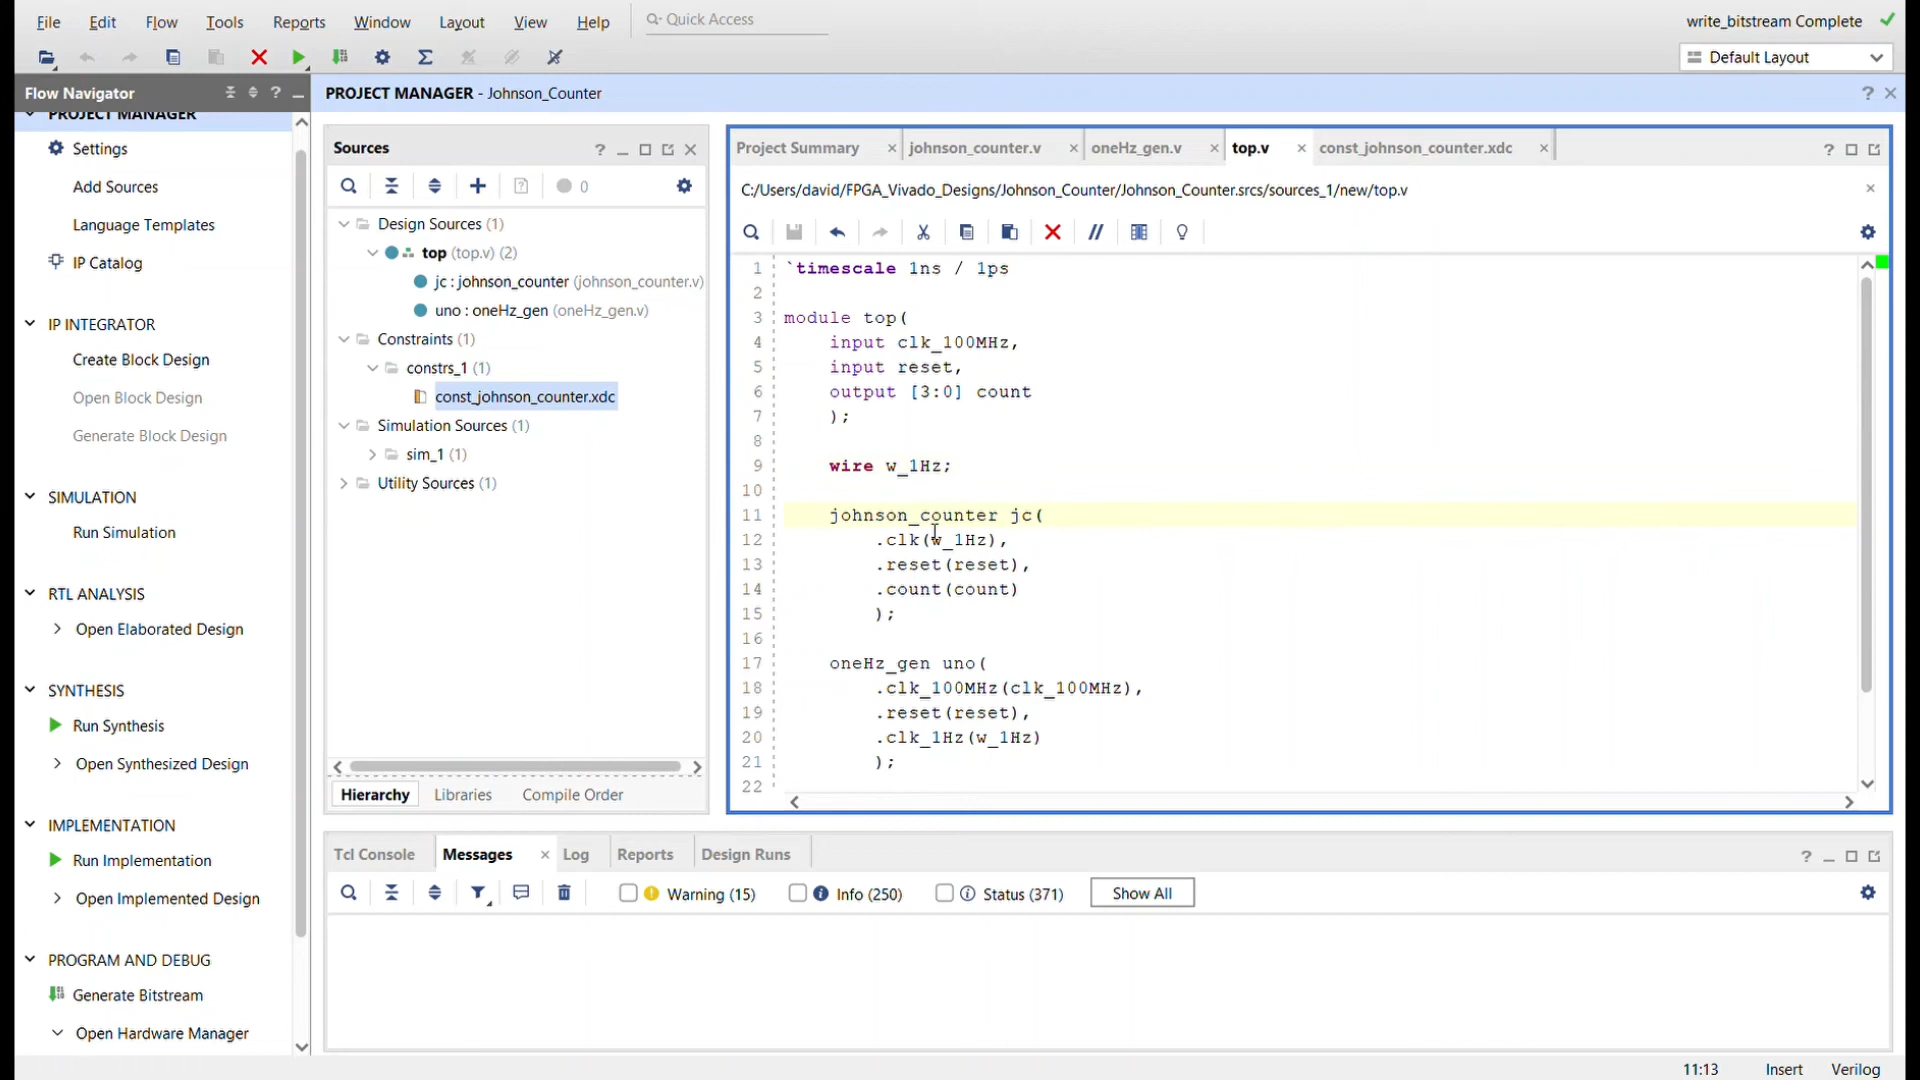 File Edit Flow Tools Reports Window Layout View Help Quick Access write_bitstream Complete
Default Layout
Flow Navigator
PROJECT MANAGER - Johnson_Counter
PROJECT MANAGER
Settings
Add Sources
Language Templates
IP Catalog
IP INTEGRATOR
Create Block Design
Open Block Design
Generate Block Design
SIMULATION
Run Simulation
RTL ANALYSIS
Open Elaborated Design
SYNTHESIS
Run Synthesis
Open Synthesized Design
IMPLEMENTATION
Run Implementation
Open Implemented Design
PROGRAM AND DEBUG
Generate Bitstream
Open Hardware Manager
Sources
0
Design Sources (1)
top (top.v) (2)
jc : johnson_counter (johnson_counter.v)
uno : oneHz_gen (oneHz_gen.v)
Constraints (1)
constrs_1 (1)
const_johnson_counter.xdc
Simulation Sources (1)
sim_1 (1)
Utility Sources (1)
Hierarchy Libraries Compile Order
Project Summary johnson_counter.v oneHz_gen.v top.v const_johnson_counter.xdc
C:/Users/david/FPGA_Vivado_Designs/Johnson_Counter/Johnson_Counter.srcs/sources_1/new/top.v
1 `timescale 1ns / 1ps
2
3 module top(
4 input clk_100MHz,
5 input reset,
6 output [3:0] count
7 );
8
9 wire w_1Hz;
10
11 johnson_counter jc(
12 .clk(w_1Hz),
13 .reset(reset),
14 .count(count)
15 );
16
17 oneHz_gen uno(
18 .clk_100MHz(clk_100MHz),
19 .reset(reset),
20 .clk_1Hz(w_1Hz)
21 );
22
Tcl Console Messages Log Reports Design Runs
Warning (15) Info (250) Status (371) Show All
11:13 Insert Verilog